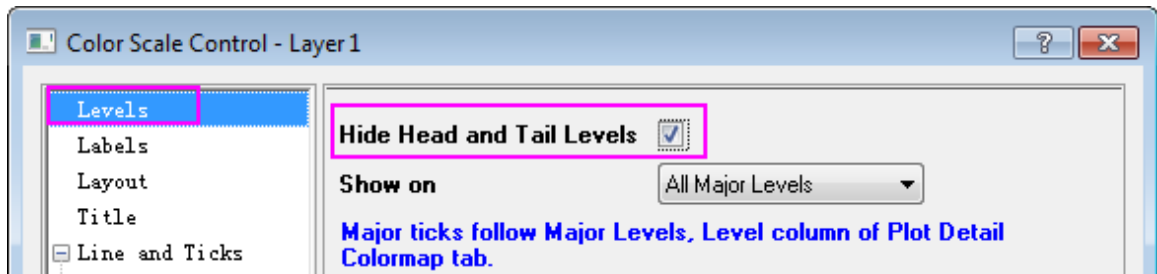 Color Scale Control - Layer 1
?
Levels
Labels
Layout
Title
Line and Ticks
Hide Head and Tail Levels
Show on
All Major Levels
Major ticks follow Major Levels, Level column of Plot Detail
Colormap tab.